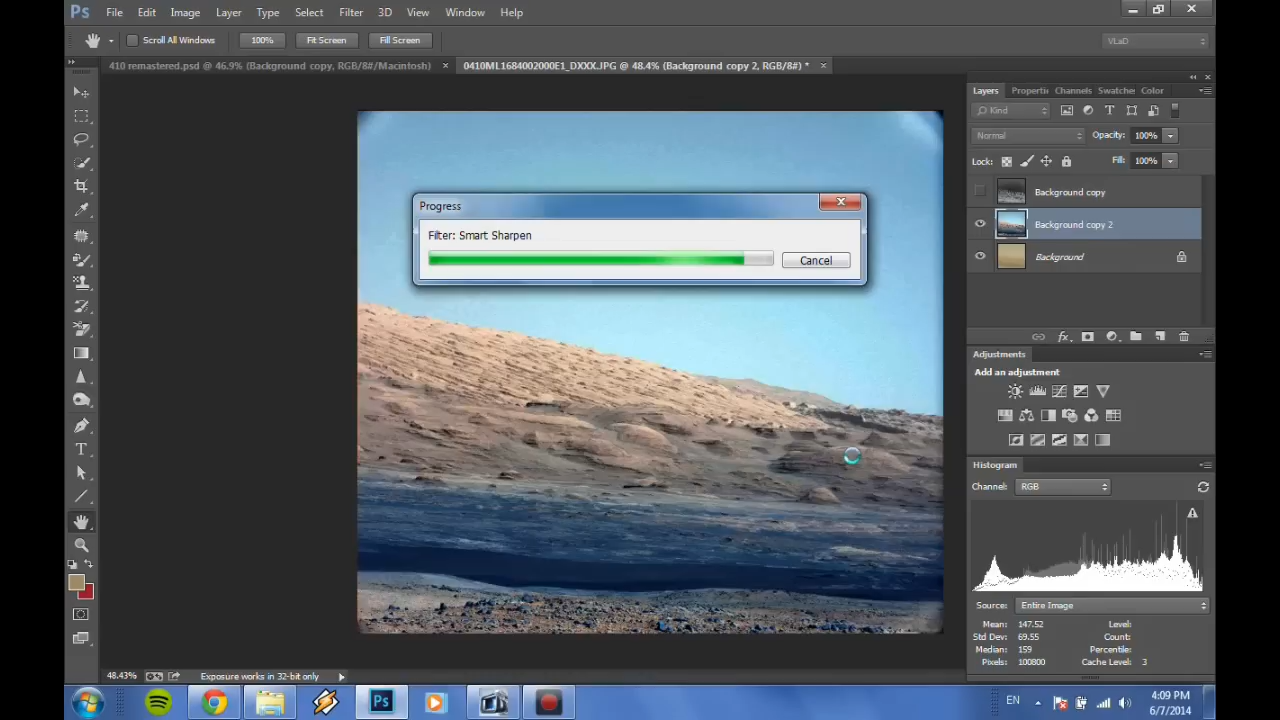 Ps File Edit Image Layer Type Select Filter 3D View Window Help
Scroll All Windows 100% Fit Screen Fill Screen VLaD
410 remastered.psd @ 46.9% (Background copy, RGB/8#/Macintosh) × 0410ML1684002000E1_DXXX.JPG @ 48.4% (Background copy 2, RGB/8#) * ×
Layers Properti Channels Swatches Color
Kind
Normal Opacity: 100%
Lock: Fill: 100%
Background copy
Background copy 2
Background
fx
Progress
Filter: Smart Sharpen
Cancel
Adjustments
Add an adjustment
Histogram
Channel: RGB
Source: Entire Image
Mean: 147.52 Level:
Std Dev: 69.55 Count:
Median: 159 Percentile:
Pixels: 100800 Cache Level: 3
48.43% Exposure works in 32-bit only
Ps EN 4:09 PM
6/7/2014